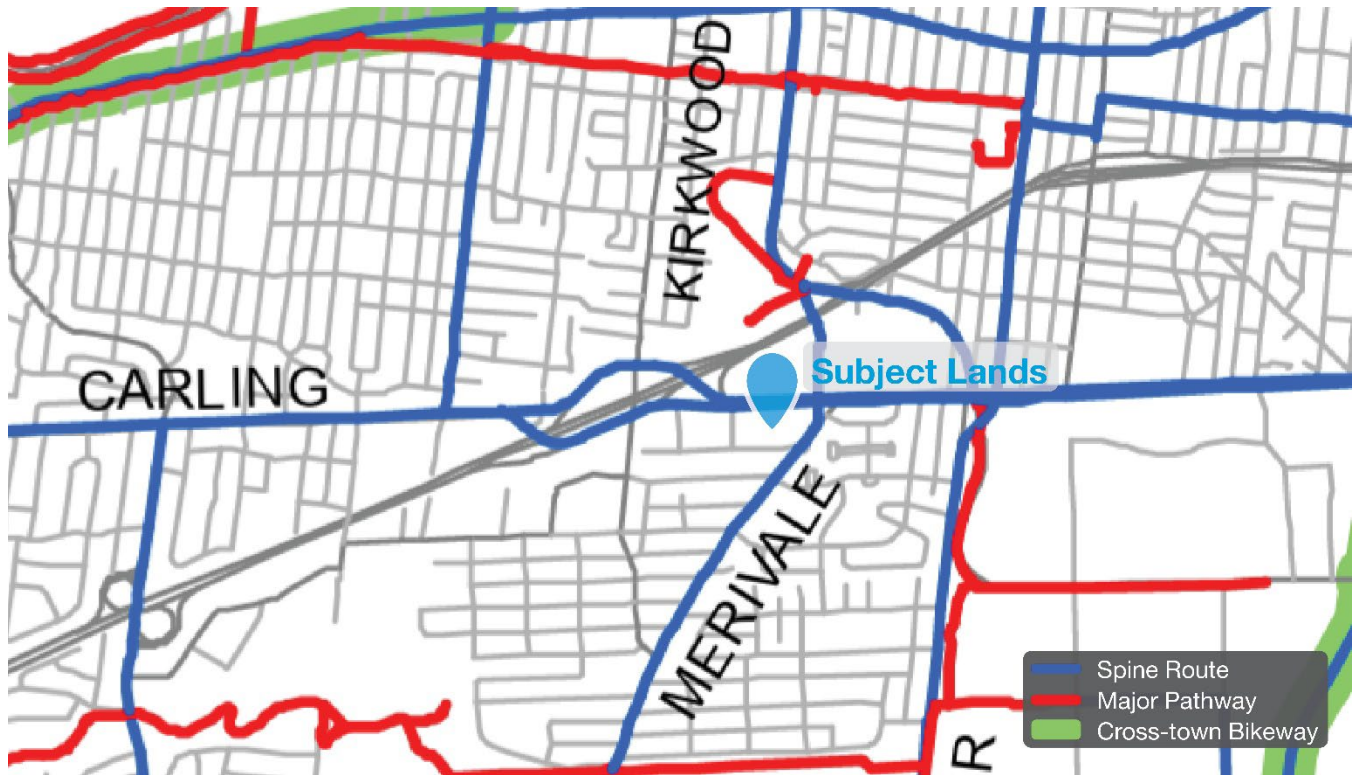 KIRKWOOD
CARLING
Subject Lands
MERIVALE
R
Spine Route
Major Pathway
Cross-town Bikeway